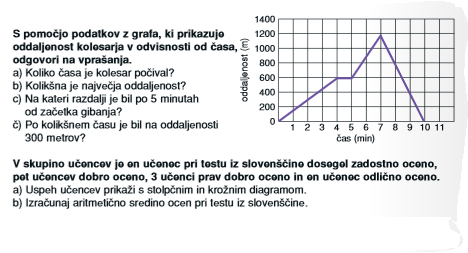 S pomočjo podatkov z grafa, ki prikazuje
oddaljenost kolesarja v odvisnosti od časa,
odgovori na vprašanja.
a) Koliko časa je kolesar počival?
b) Kolikšna je največja oddaljenost?
c) Na kateri razdalji je bil po 5 minutah
od začetka gibanja?
č) Po kolikšnem času je bil na oddaljenosti
300 metrov?
oddaljenost (m)
1400
1200
1000
800
600
400
200
0
1 2 3 4 5 6 7 8 9 10 11
čas (min)
V skupino učencev je en učenec pri testu iz slovenščine dosegel zadostno oceno,
pet učencev dobro oceno, 3 učenci prav dobro oceno in en učenec odlično oceno.
a) Uspeh učencev prikaži s stolpčnim in krožnim diagramom.
b) Izračunaj aritmetično sredino ocen pri testu iz slovenščine.